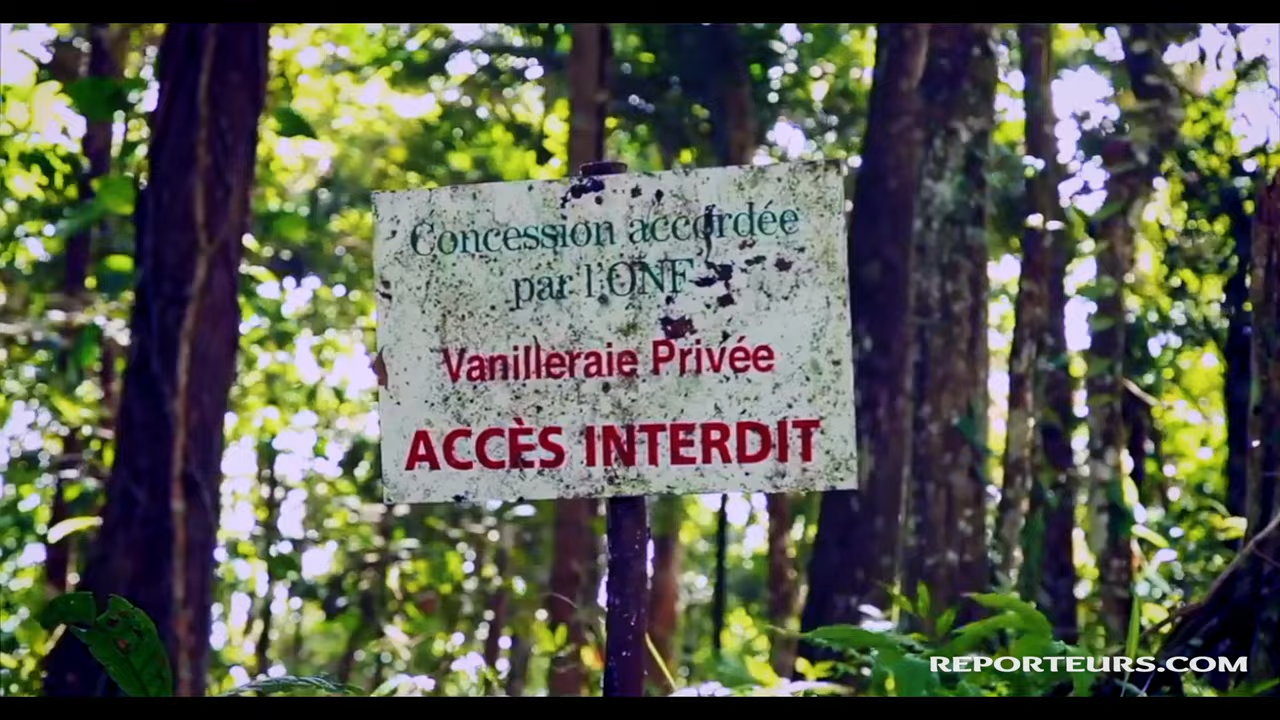 Concession accordée
par l'ONF
Vanilleraie Privée
ACCÈS INTERDIT
REPORTEURS.COM